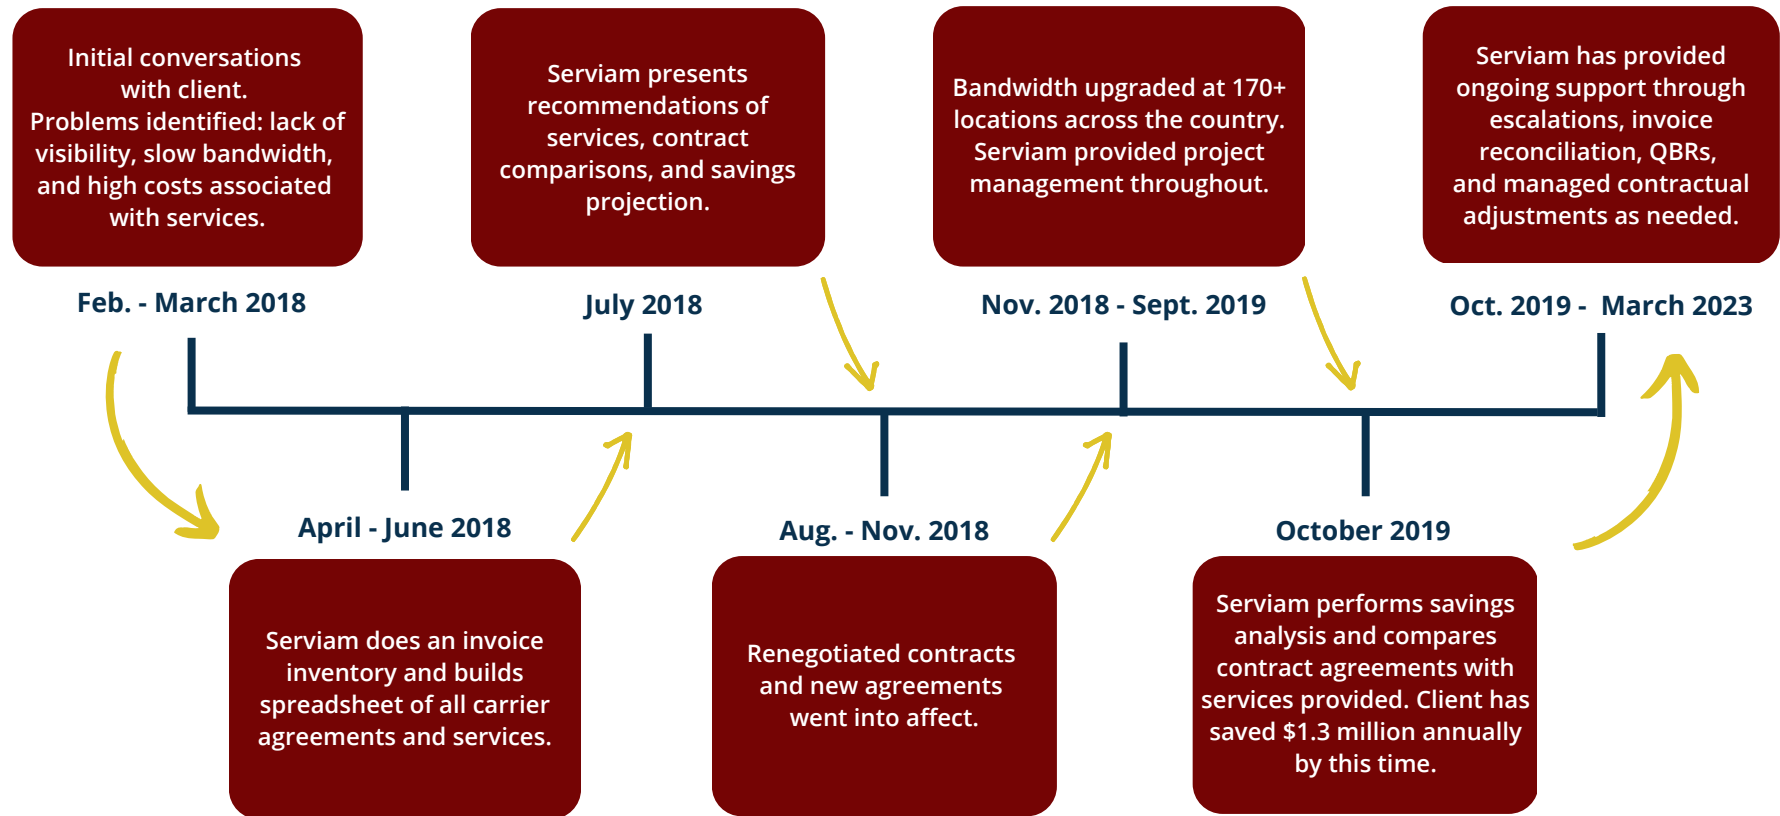 Initial conversations
with client.
Problems identified: lack of
visibility, slow bandwidth,
and high costs associated
with services.
Feb. - March 2018
April - June 2018
Serviam does an invoice
inventory and builds
spreadsheet of all carrier
agreements and services.
Serviam presents
recommendations of
services, contract
comparisons, and savings
projection.
July 2018
Aug. - Nov. 2018
Renegotiated contracts
and new agreements
went into affect.
Bandwidth upgraded at 170+
locations across the country.
Serviam provided project
management throughout.
Nov. 2018 - Sept. 2019
October 2019
Serviam performs savings
analysis and compares
contract agreements with
services provided. Client has
saved $1.3 million annually
by this time.
Serviam has provided
ongoing support through
escalations, invoice
reconciliation, QBRs,
and managed contractual
adjustments as needed.
Oct. 2019 - March 2023